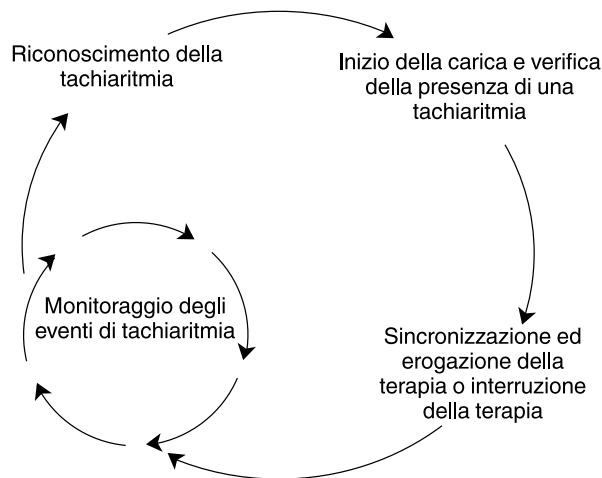 Riconoscimento della
tachiaritmia
Inizio della carica e verifica
della presenza di una
tachiaritmia
Monitoraggio degli
eventi di tachiaritmia
Sincronizzazione ed
erogazione della
terapia o interruzione
della terapia